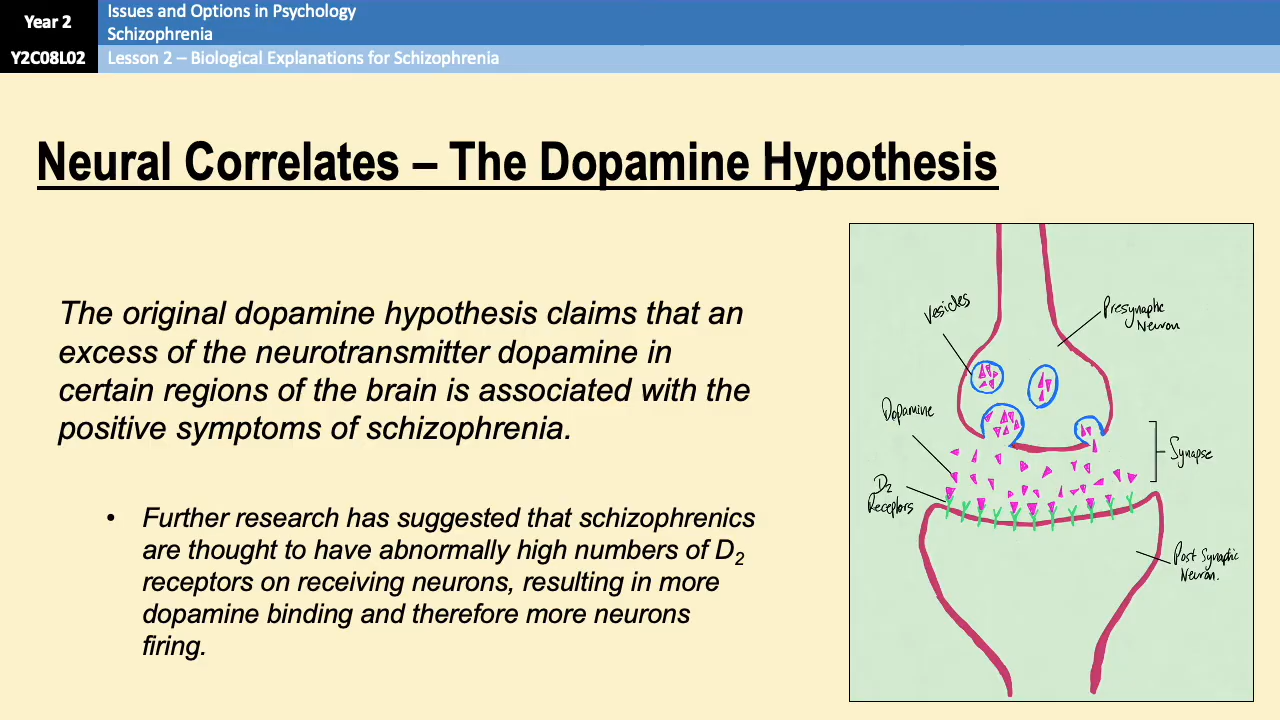 Year 2
Issues and Options in Psychology
Schizophrenia
Y2C08L02
Lesson 2 – Biological Explanations for Schizophrenia
Neural Correlates – The Dopamine Hypothesis
The original dopamine hypothesis claims that an
excess of the neurotransmitter dopamine in
certain regions of the brain is associated with the
positive symptoms of schizophrenia.
• Further research has suggested that schizophrenics
are thought to have abnormally high numbers of D₂
receptors on receiving neurons, resulting in more
dopamine binding and therefore more neurons
firing.
Vesicles
Presynaptic
Neuron
Dopamine
Synapse
D₂
Receptors
Post Synaptic
Neuron.